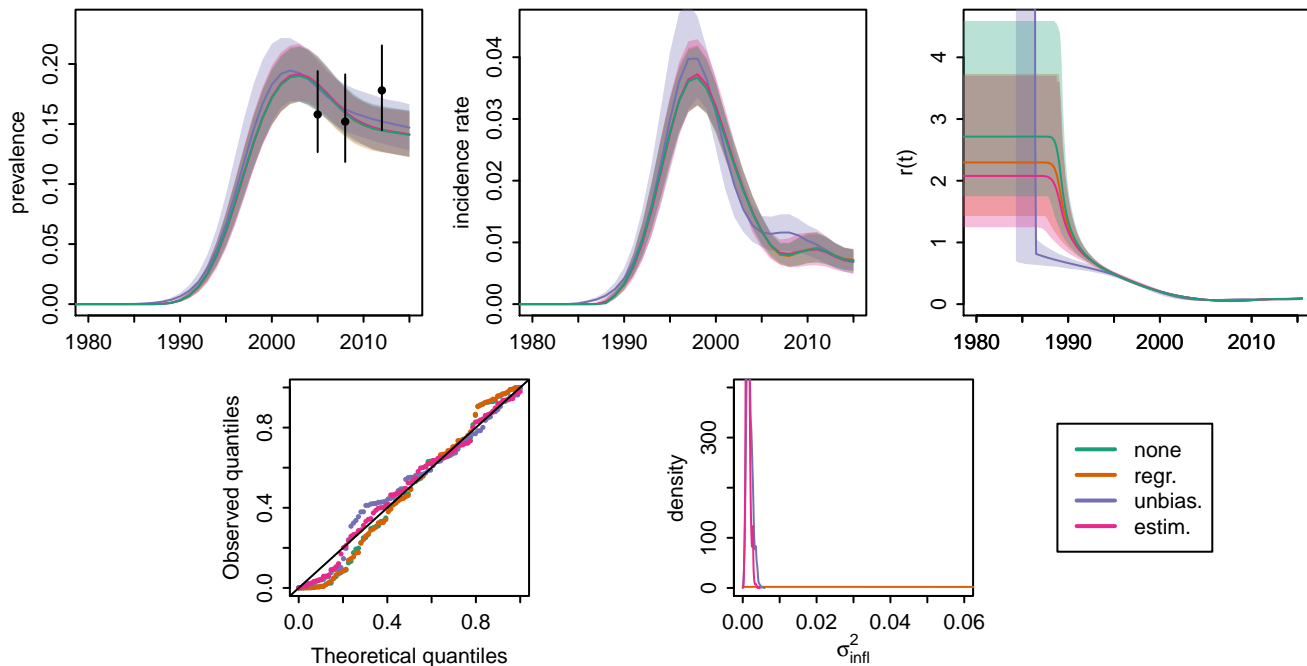 prevalence
0.00 0.05 0.10 0.15 0.20
1980 1990 2000 2010
incidence rate
0.00 0.01 0.02 0.03 0.04
1980 1990 2000 2010
r(t)
0 1 2 3 4
1980 1990 2000 2010
Observed quantiles
0.0 0.4 0.8
0.0 0.4 0.8
Theoretical quantiles
density
0 100 300
0.00 0.02 0.04 0.06
σ²infl
none
regr.
unbias.
estim.